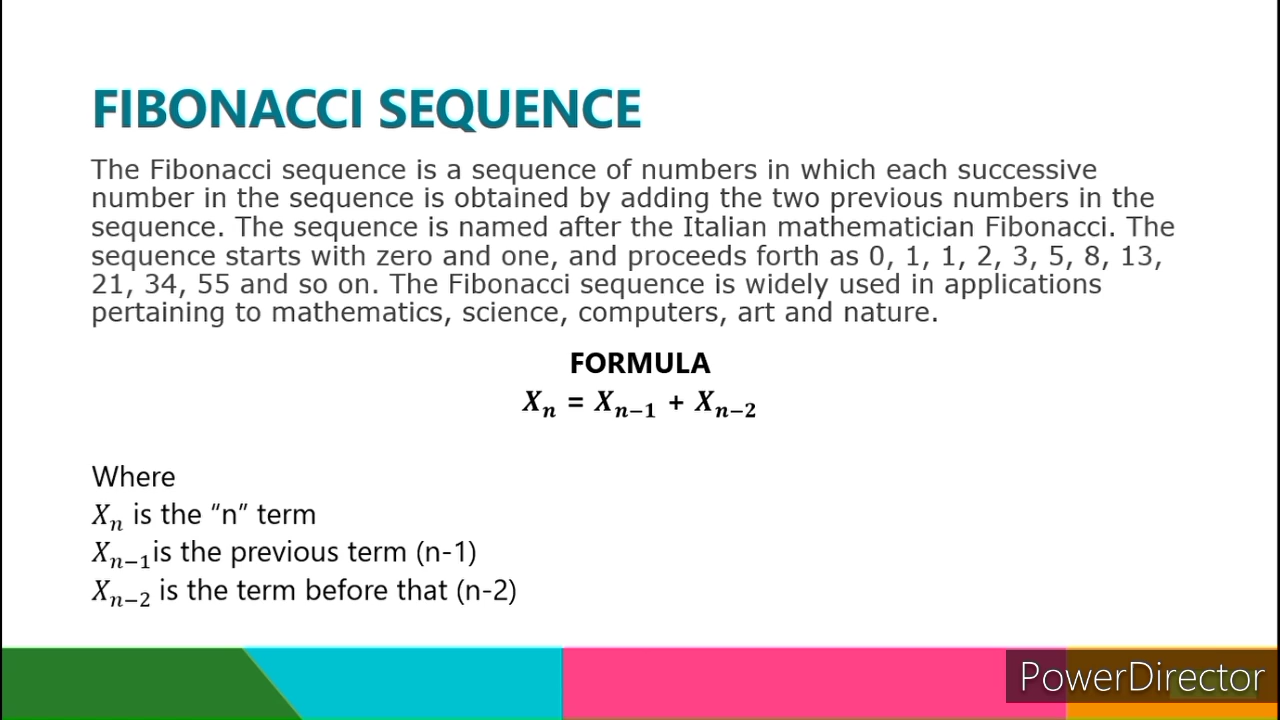 FIBONACCI SEQUENCE
The Fibonacci sequence is a sequence of numbers in which each successive
number in the sequence is obtained by adding the two previous numbers in the
sequence. The sequence is named after the Italian mathematician Fibonacci. The
sequence starts with zero and one, and proceeds forth as 0, 1, 1, 2, 3, 5, 8, 13,
21, 34, 55 and so on. The Fibonacci sequence is widely used in applications
pertaining to mathematics, science, computers, art and nature.
FORMULA
Xₙ = Xₙ₋₁ + Xₙ₋₂
Where
Xₙ is the “n” term
Xₙ₋₁is the previous term (n-1)
Xₙ₋₂ is the term before that (n-2)
PowerDirector